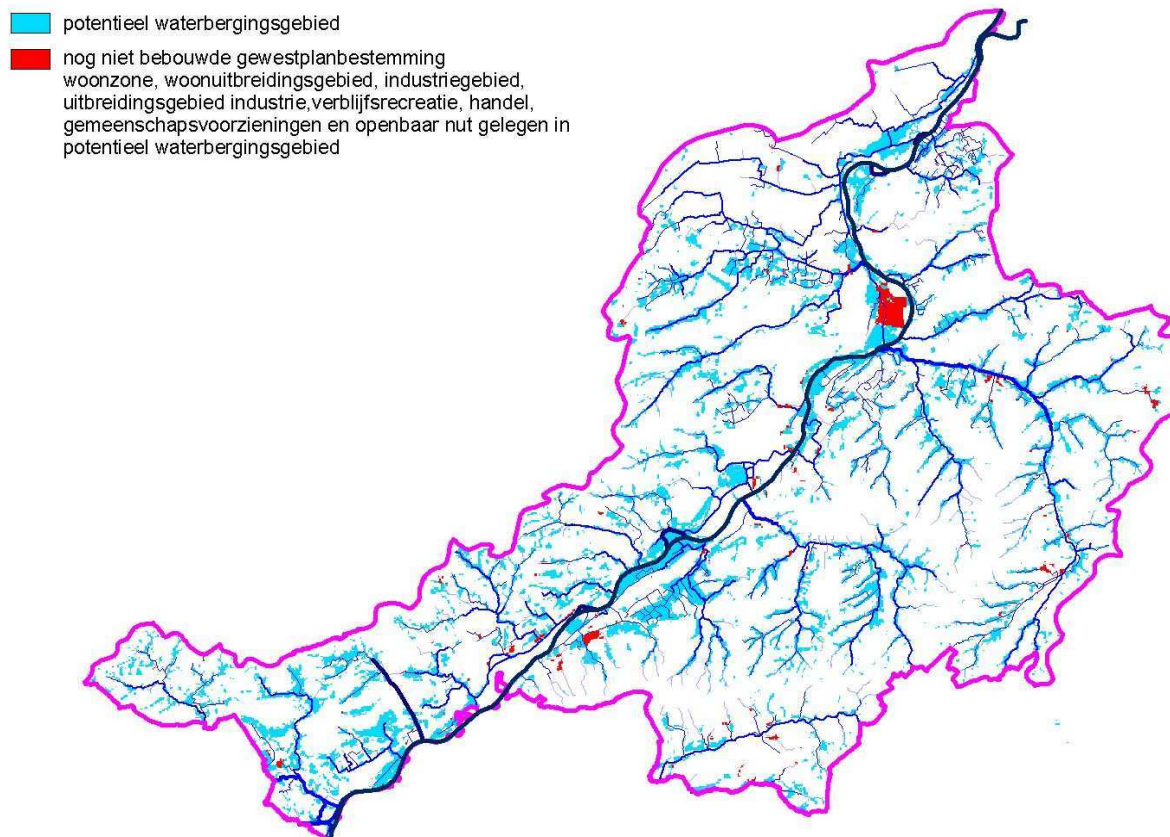 potentieel waterbergingsgebied
nog niet bebouwde gewestplanbestemming
woonzone, woonuitbreidingsgebied, industriegebied,
uitbreidingsgebied industrie,verblijfsrecreatie, handel,
gemeenschapsvoorzieningen en openbaar nut gelegen in
potentieel waterbergingsgebied